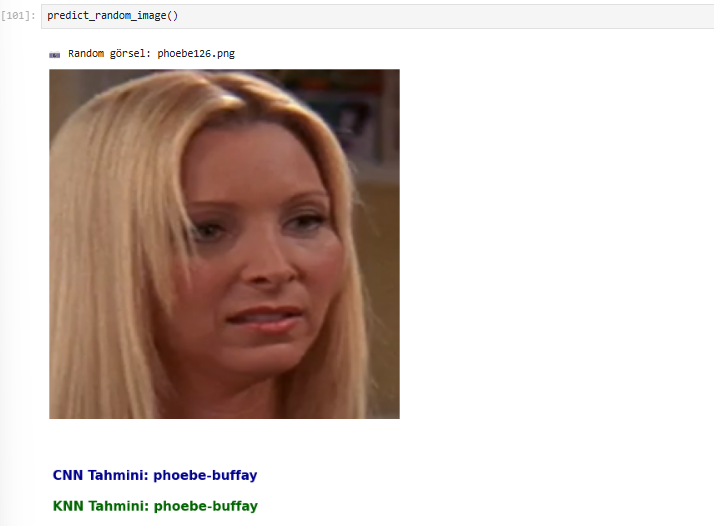 [101]: predict_random_image()
Random görsel: phoebe126.png
CNN Tahmini: phoebe-buffay
KNN Tahmini: phoebe-buffay